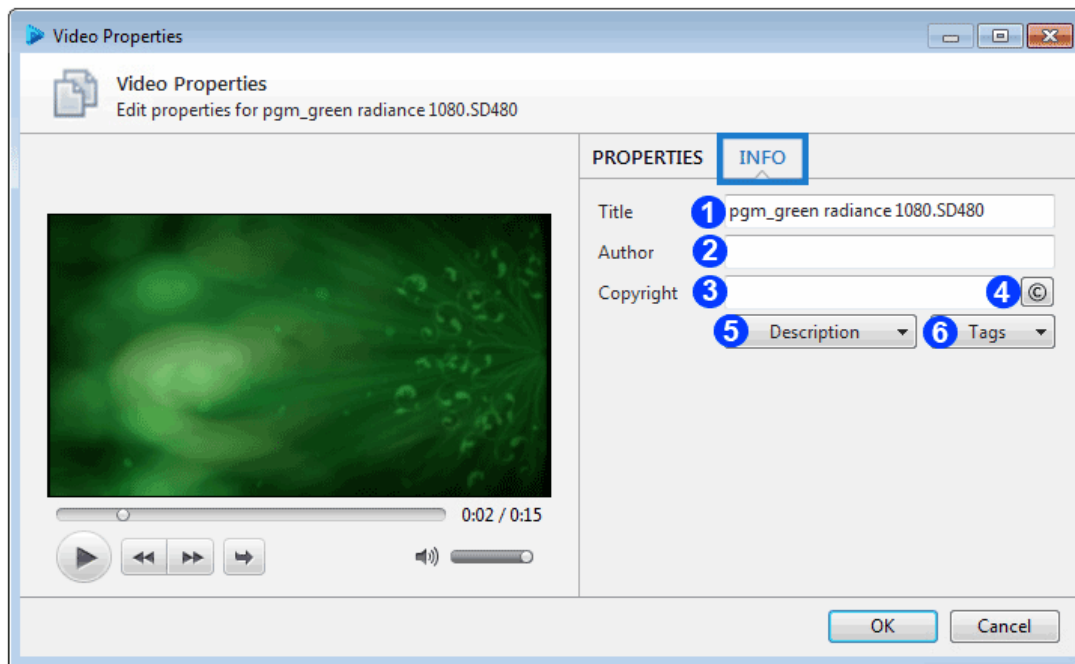 Video Properties
Video Properties
Edit properties for pgm_green radiance 1080.SD480
PROPERTIES INFO
Title 1 pgm_green radiance 1080.SD480
Author 2
Copyright 3 4 ©
5 Description 6 Tags
0:02 / 0:15
OK Cancel